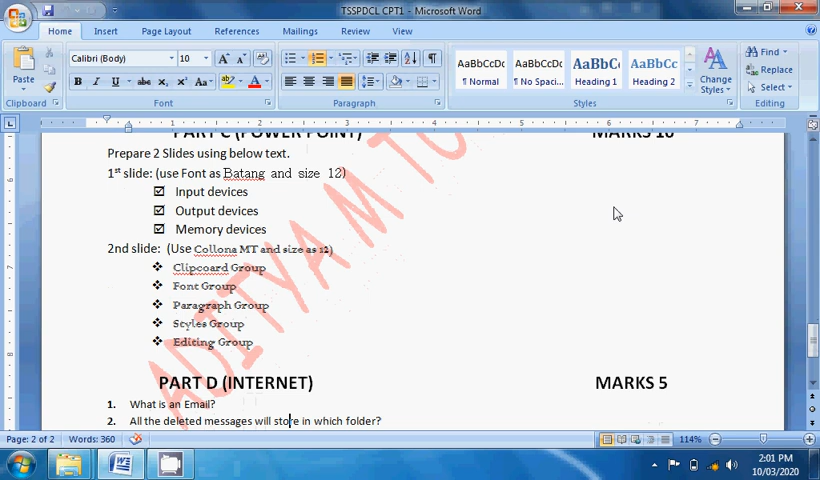 TSSPDCL CPT1 - Microsoft Word
Home Insert Page Layout References Mailings Review View
Paste
Calibri (Body) 10
AaBbCcDc AaBbCcDc AaBbC AaBbCc
¶ Normal ¶ No Spaci... Heading 1 Heading 2
Change Styles
Find
Replace
Select
Clipboard Font Paragraph Styles Editing
PART C (POWER POINT) MARKS 10
Prepare 2 Slides using below text.
1st slide: (use Font as Batang and size 12)
Input devices
Output devices
Memory devices
2nd slide: (Use Collona MT and size as 12)
Clipcoard Group
Font Group
Paragraph Group
Styles Group
Editing Group
ADITYA M TO
PART D (INTERNET) MARKS 5
1. What is an Email?
2. All the deleted messages will store in which folder?
Page: 2 of 2 Words: 360 114%
2:01 PM
10/03/2020